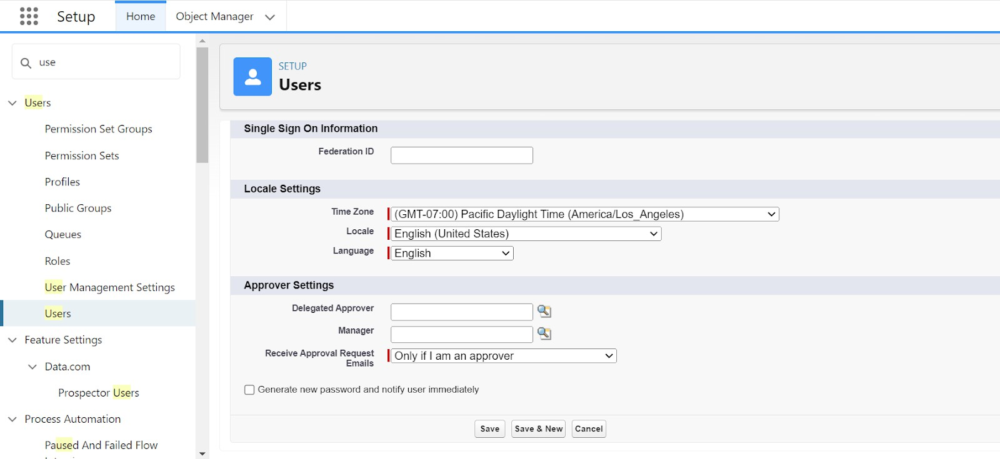 Setup
Home
Object Manager
use
Users
Permission Set Groups
Permission Sets
Profiles
Public Groups
Queues
Roles
User Management Settings
Users
Feature Settings
Data.com
Prospector Users
Process Automation
Paused And Failed Flow
SETUP
Users
Single Sign On Information
Federation ID
Locale Settings
Time Zone (GMT-07:00) Pacific Daylight Time (America/Los_Angeles)
Locale English (United States)
Language English
Approver Settings
Delegated Approver
Manager
Receive Approval Request Only if I am an approver
Emails
Generate new password and notify user immediately
Save Save & New Cancel